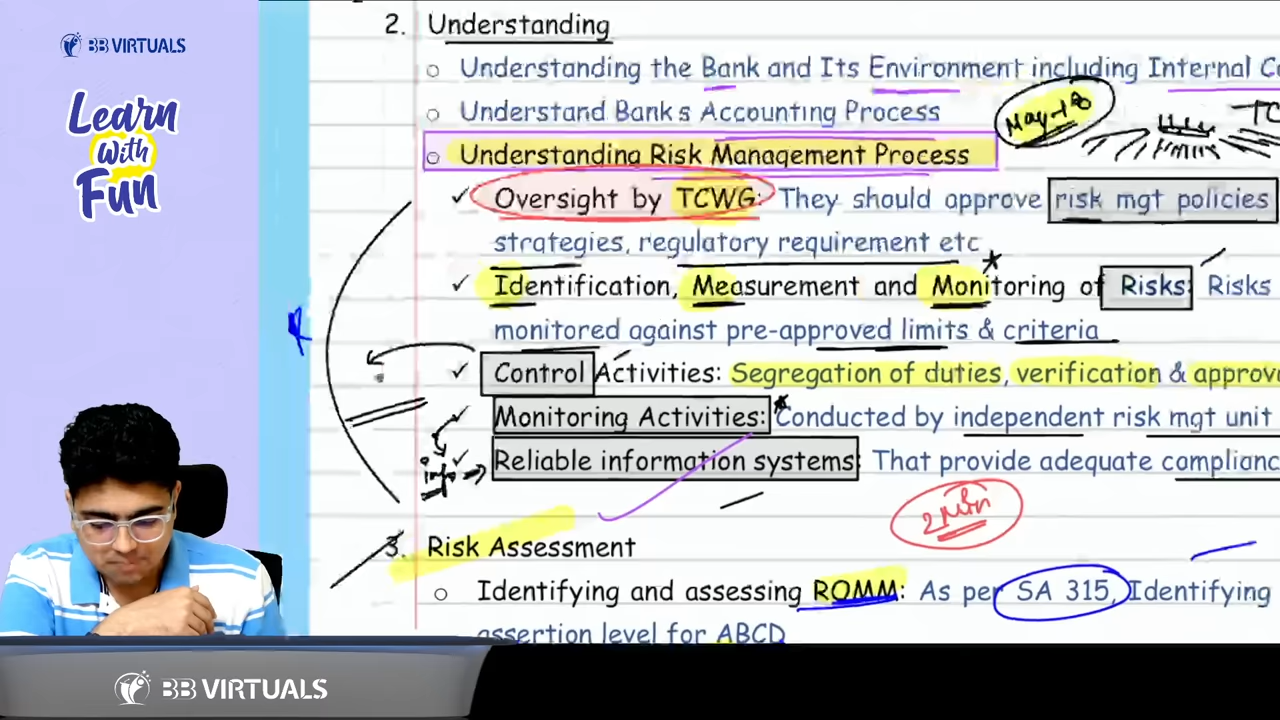 BB VIRTUALS
Learn
With
Fun
2. Understanding
Understanding the Bank and Its Environment including Internal Co
Understand Bank's Accounting Process
May-18
TC
Understanding Risk Management Process
✓ Oversight by TCWG: They should approve risk mgt policies
strategies, regulatory requirement etc
✓ Identification, Measurement and Monitoring of Risks: Risks
monitored against pre-approved limits & criteria
✓ Control Activities: Segregation of duties, verification & approva
✓ Monitoring Activities: Conducted by independent risk mgt unit
✓ Reliable information systems: That provide adequate complianc
2 Min
3. Risk Assessment
Identifying and assessing ROMM: As per SA 315, Identifying
assertion level for ABCD
BB VIRTUALS